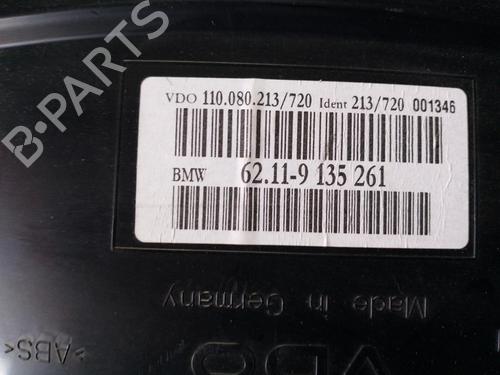 B-PARTS
VDO 110.080.213/720 Ident 213/720 001346
BMW 62.11-9 135 261
Made in Germany
VDO
>ABS<